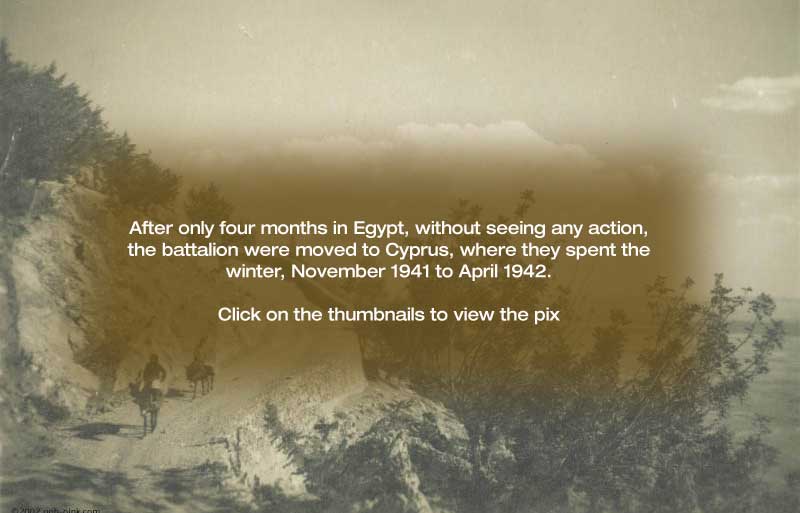 After only four months in Egypt, without seeing any action,
the battalion were moved to Cyprus, where they spent the
winter, November 1941 to April 1942.
Click on the thumbnails to view the pix